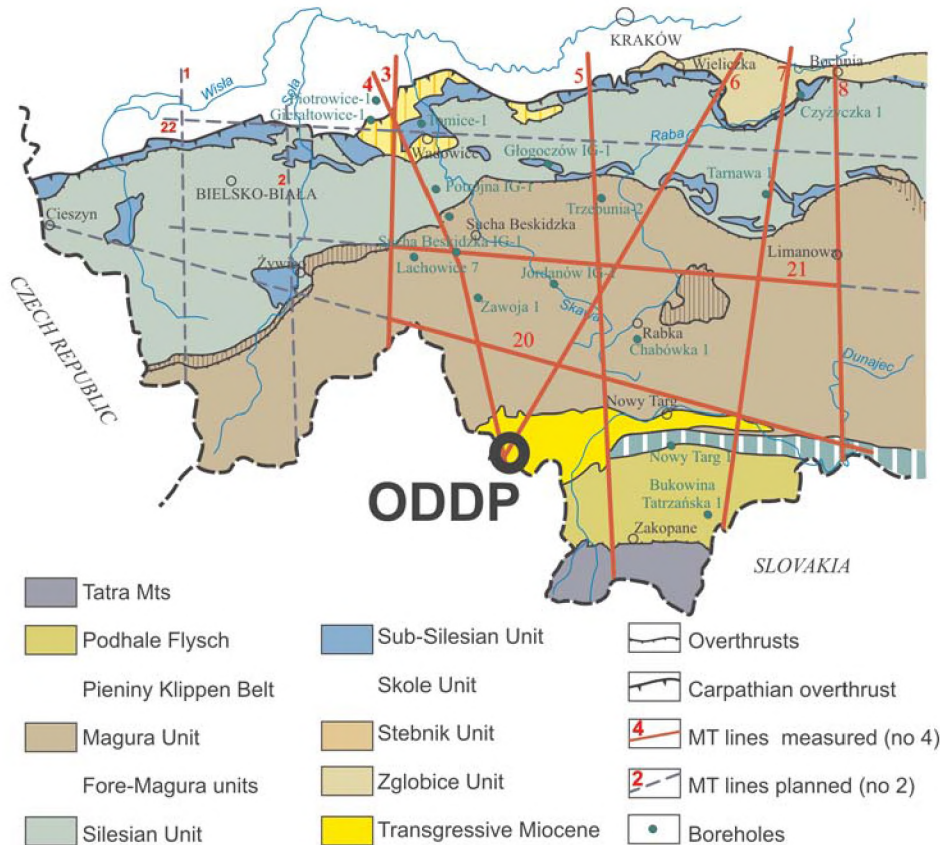 KRAKÓW
Wieliczka
Bochnia
1
3
4
5
6
7
8
Wisła
Piotrowice-1
Gierałtowice-1
Tomice-1
Czyżyczka 1
22
Raba
Wadowice
Głogoczów IG-1
BIELSKO-BIAŁA
2
Potrójna IG-1
Tarnawa 1
Trzebunia-2
Cieszyn
Sucha Beskidzka
Sucha Beskidzka IG-1
Limanowa
Żywiec
Lachowice 7
Jordanów IG-1
21
Zawoja 1
Skawa
CZECH REPUBLIC
20
Rabka
Chabówka 1
Dunajec
Nowy Targ
Nowy Targ 1
ODDP
Bukowina
Tatrzańska 1
Zakopane
SLOVAKIA
Tatra Mts
Podhale Flysch
Pieniny Klippen Belt
Magura Unit
Fore-Magura units
Silesian Unit
Sub-Silesian Unit
Skole Unit
Stebnik Unit
Zglobice Unit
Transgressive Miocene
Overthrusts
Carpathian overthrust
4
MT lines measured (no 4)
2
MT lines planned (no 2)
Boreholes